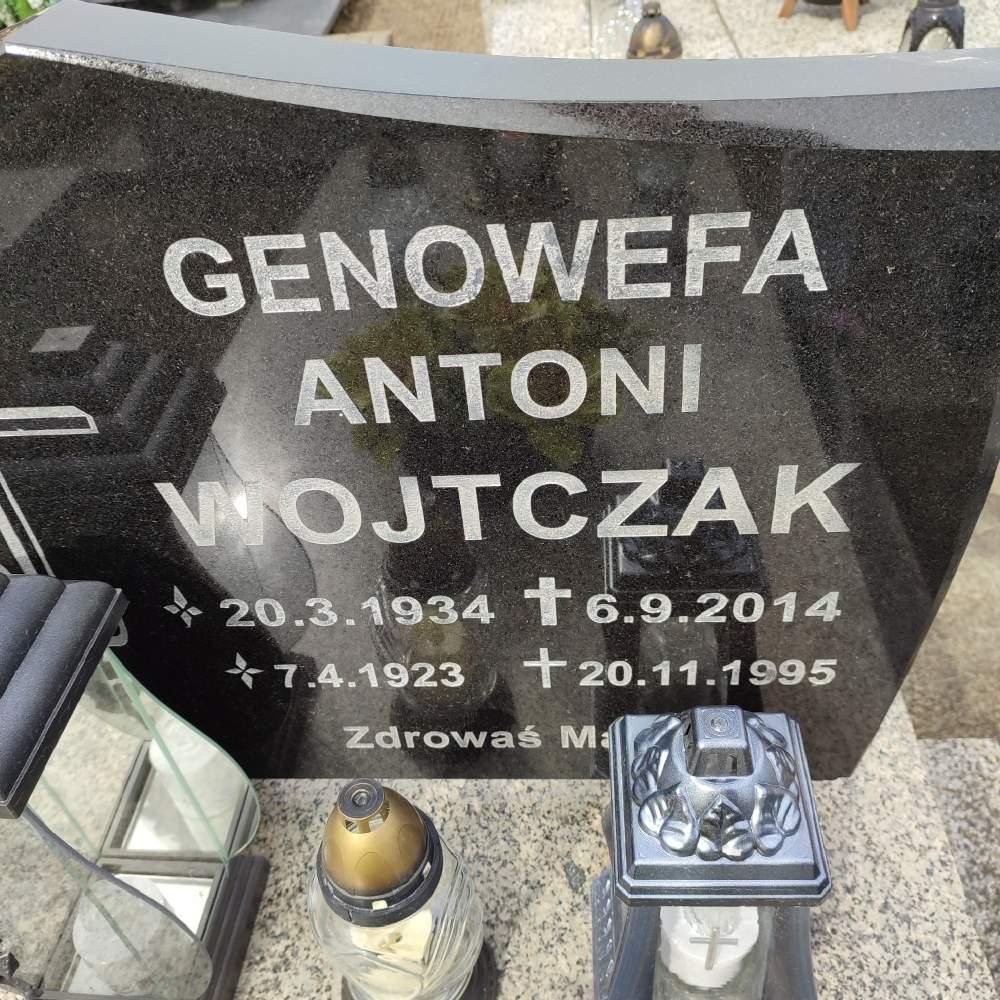 GENOWEFA
ANTONI
WOJTCZAK
20.3.1934 6.9.2014
7.4.1923 20.11.1995
Zdrowaś